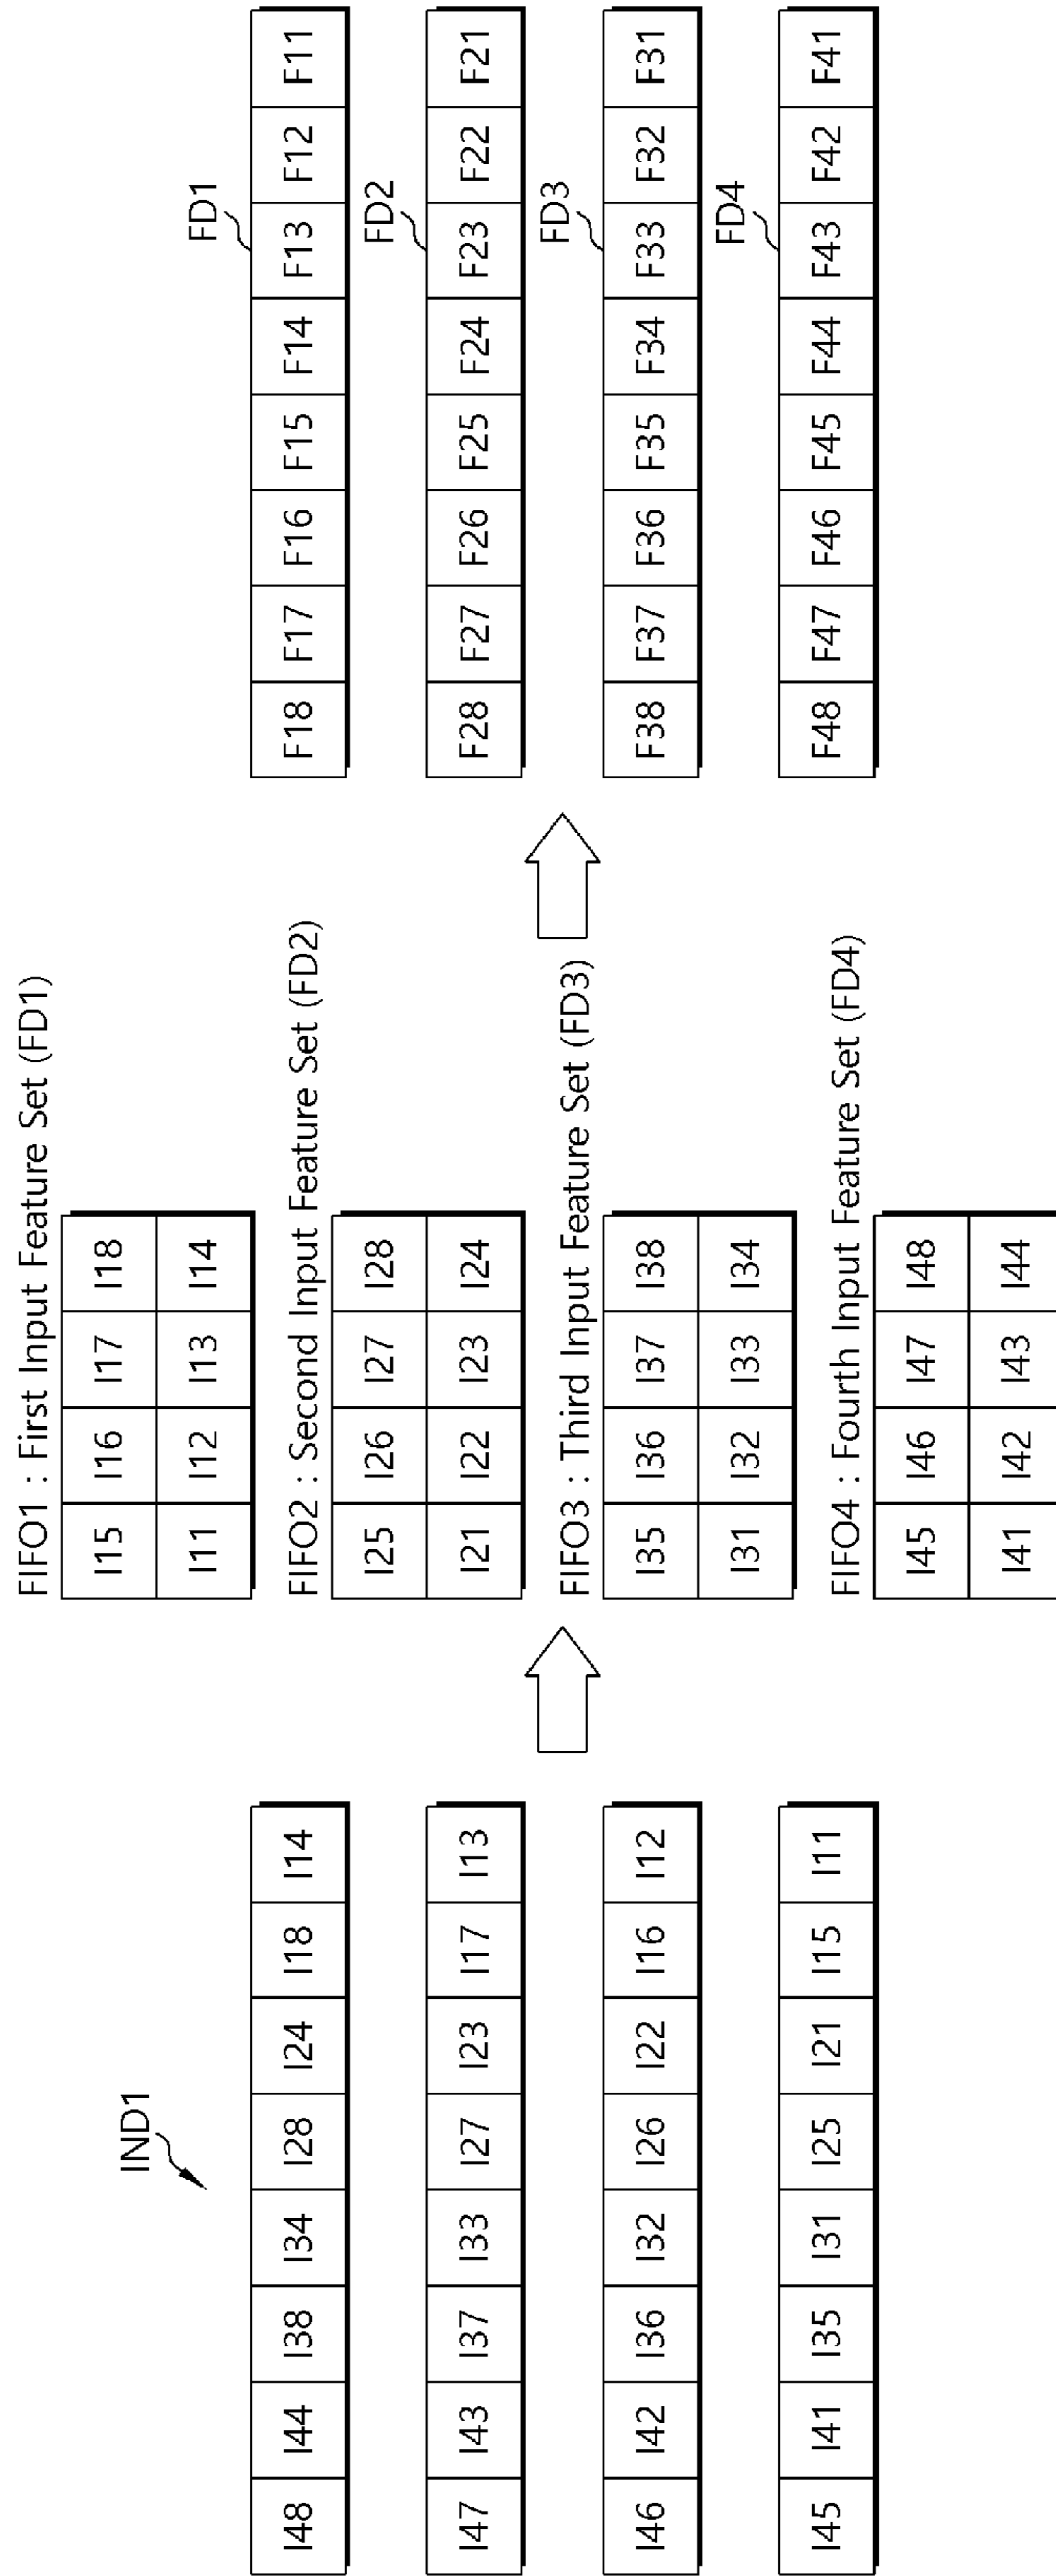 IND1
I48 I44 I38 I34 I28 I24 I18 I14
I47 I43 I37 I33 I27 I23 I17 I13
I46 I42 I36 I32 I26 I22 I16 I12
I45 I41 I35 I31 I25 I21 I15 I11
FIFO1 : First Input Feature Set (FD1)
I15 I16 I17 I18
I11 I12 I13 I14
FIFO2 : Second Input Feature Set (FD2)
I25 I26 I27 I28
I21 I22 I23 I24
FIFO3 : Third Input Feature Set (FD3)
I35 I36 I37 I38
I31 I32 I33 I34
FIFO4 : Fourth Input Feature Set (FD4)
I45 I46 I47 I48
I41 I42 I43 I44
FD1
F18 F17 F16 F15 F14 F13 F12 F11
FD2
F28 F27 F26 F25 F24 F23 F22 F21
FD3
F38 F37 F36 F35 F34 F33 F32 F31
FD4
F48 F47 F46 F45 F44 F43 F42 F41